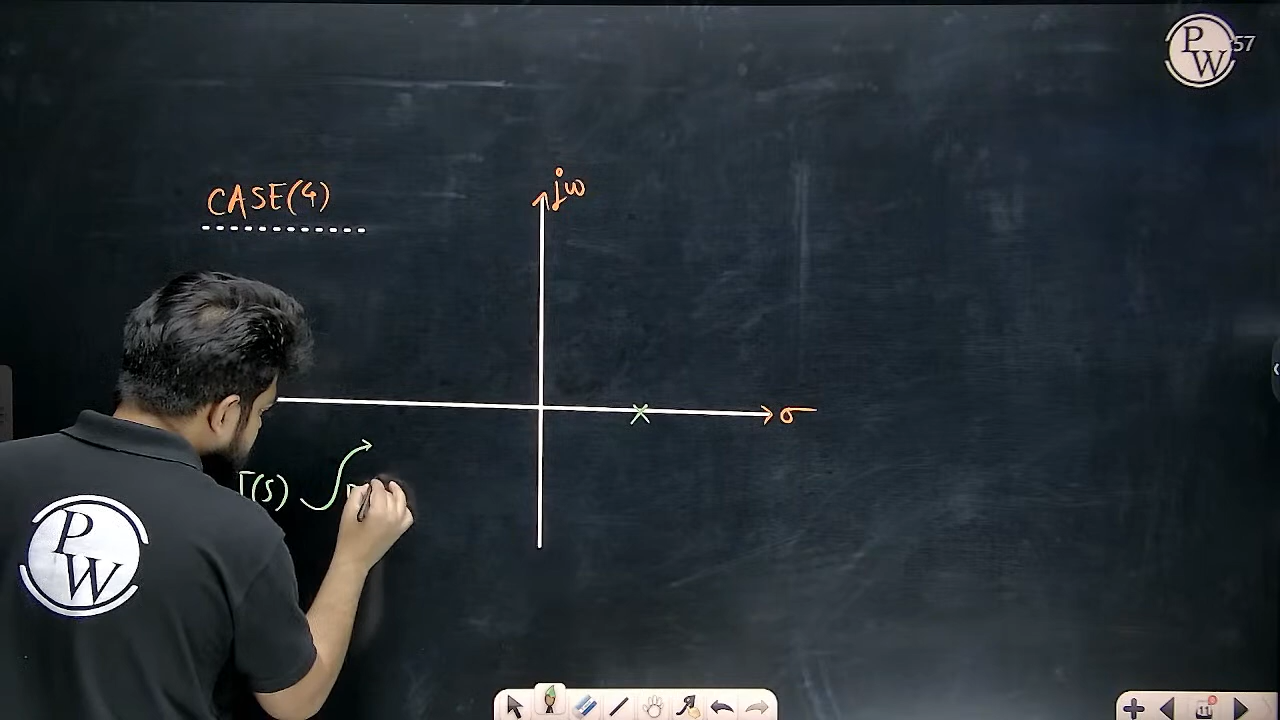 PW
57
CASE(4)
jω
σ
T(s)
PW